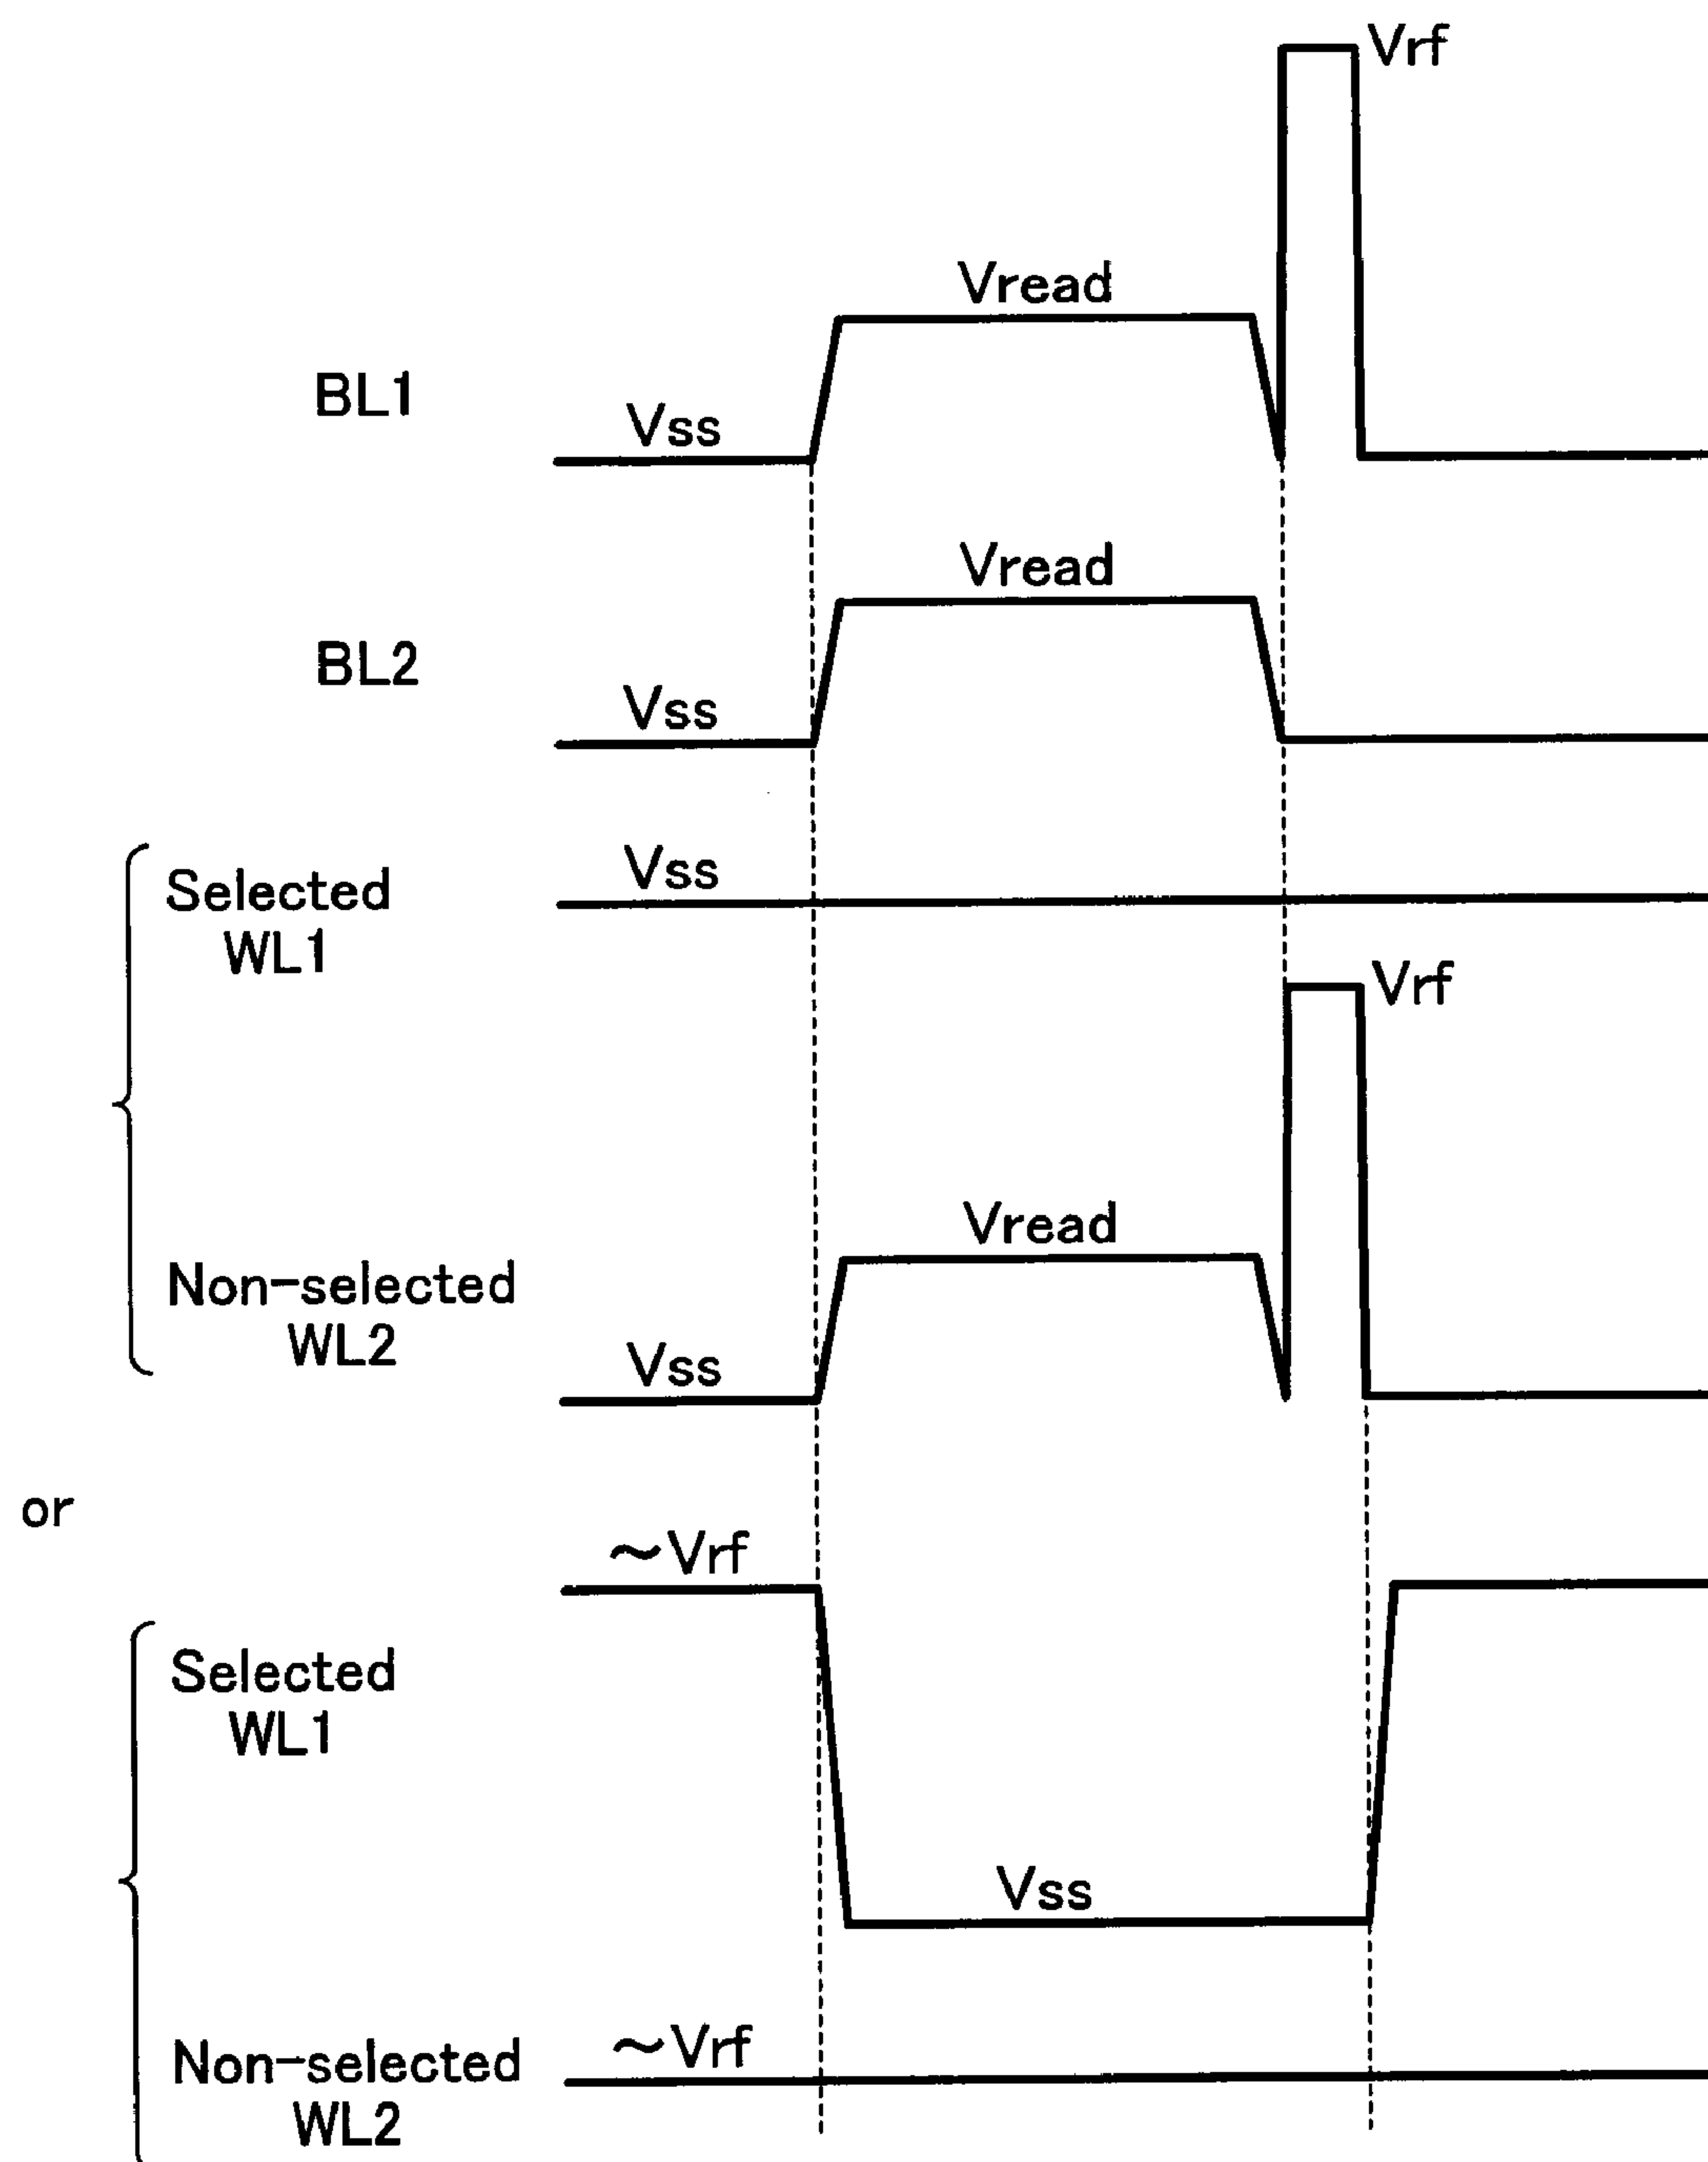 Vrf
Vread
BL1
Vss
Vread
BL2
Vss
Selected
WL1
Vss
Vrf
Vread
Non-selected
WL2
Vss
or
~Vrf
Selected
WL1
Vss
Non-selected
WL2
~Vrf